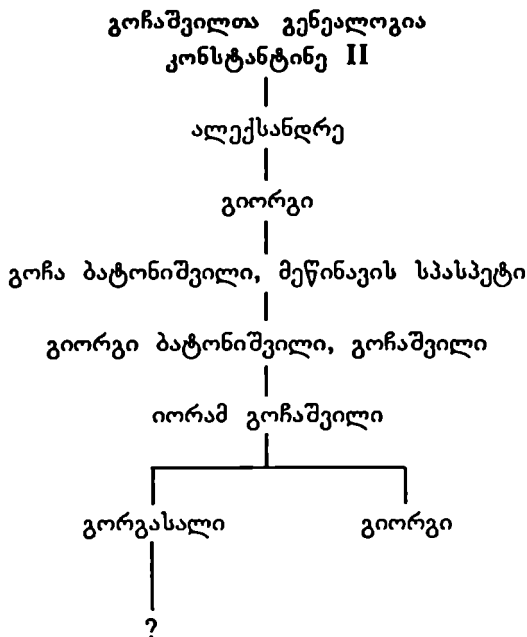 გოჩაშვილთა გენეალოგია
კონსტანტინე II
ალექსანდრე
გიორგი
გოჩა ბატონიშვილი, მეწინავის სპასპეტი
გიორგი ბატონიშვილი, გოჩაშვილი
იორამ გოჩაშვილი
გორგასალი გიორგი
?